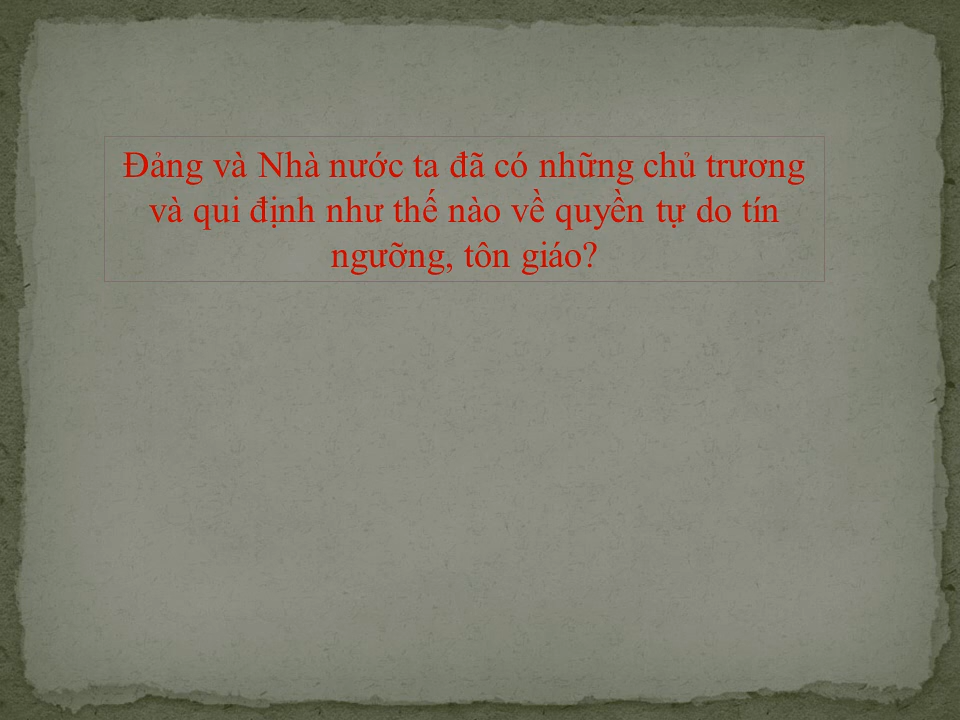 Đảng và Nhà nước ta đã có những chủ trương
và qui định như thế nào về quyền tự do tín
ngưỡng, tôn giáo?